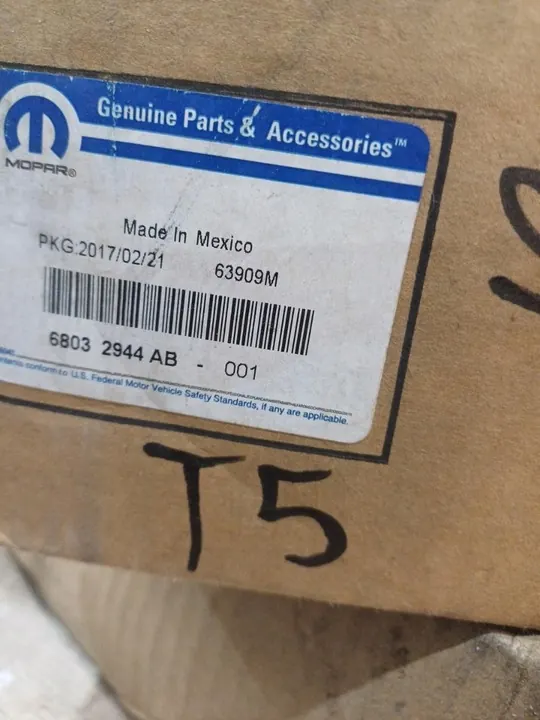 Genuine Parts & Accessories™
MOPAR®
Made In Mexico
PKG.2017/02/21 63909M
6803 2944 AB - 001
conform to U.S. Federal Motor Vehicle Safety Standards, if any are applicable.
T5